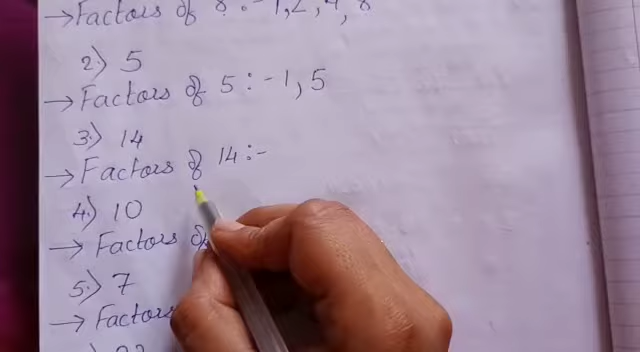 → Factors of 8 :- 1, 2, 4, 8
2.) 5
→ Factors of 5 :- 1, 5
3.) 14
→ Factors of 14 :-
4.) 10
→ Factors of
5.) 7
→ Factors